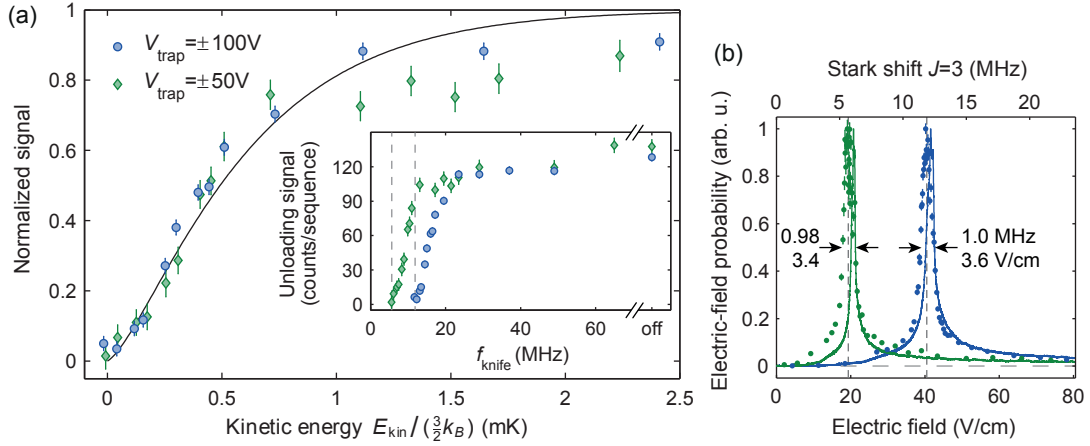 (a)
V_trap=±100V
V_trap=±50V
Normalized signal
1
0.8
0.6
0.4
0.2
0
0
0.5
1
1.5
2
2.5
Kinetic energy E_kin/(3/2 k_B) (mK)
Unloading signal
(counts/sequence)
120
90
60
30
0
0
20
40
60
off
f_knife (MHz)
(b)
Stark shift J=3 (MHz)
0
5
10
15
20
Electric-field probability (arb. u.)
1
0.8
0.6
0.4
0.2
0
0.98
3.4
1.0 MHz
3.6 V/cm
0
20
40
60
80
Electric field (V/cm)